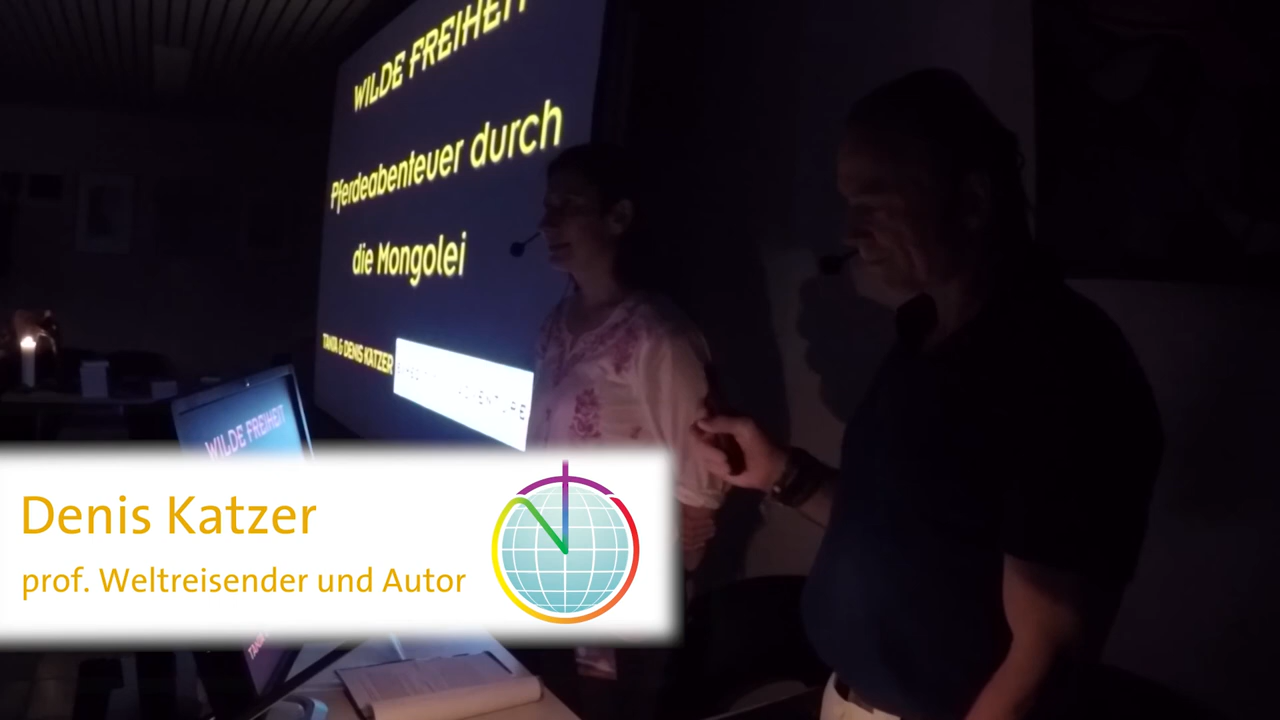 WILDE FREIHEIT
Pferdeabenteuer durch
die Mongolei
TANJA & DENIS KATZER
WILDE FREIHEIT
Denis Katzer
prof. Weltreisender und Autor